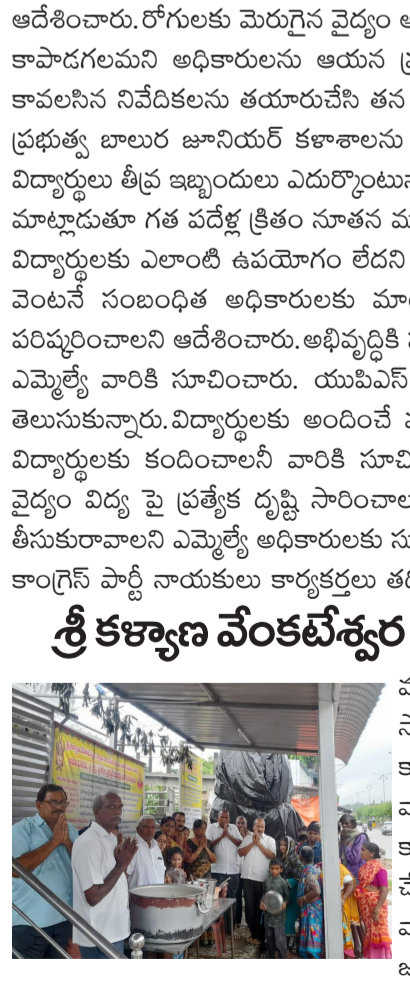 ఆదేశించారు. రోగులకు మెరుగైన వైద్యం
కాపాడగలమని అధికారులను ఆయన
కావలసిన నివేదికలను తయారుచేసి తన
ప్రభుత్వ బాలుర జూనియర్ కళాశాలను
విద్యార్థులు తీవ్ర ఇబ్బందులు
మాట్లాడుతూ గత పదేళ్ల క్రితం నూతన
విద్యార్థులకు ఎలాంటి ఉపయోగం లేదని
వెంటనే సంబంధిత అధికారులకు
పరిష్కరించాలని ఆదేశించారు. అభివృద్ధికి
ఎమ్మెల్యే వారికి సూచించారు. యుపిఎస్
తెలుసుకున్నారు. విద్యార్థులకు అందించే
విద్యార్థులకు కందించాలనీ వారికి
వైద్యం విద్య పై ప్రత్యేక దృష్టి
తీసుకురావాలని ఎమ్మెల్యే అధికారులకు
కాంగ్రెస్ పార్టీ నాయకులు కార్యకర్తలు
శ్రీ కళ్యాణ వేంకటేశ్వర